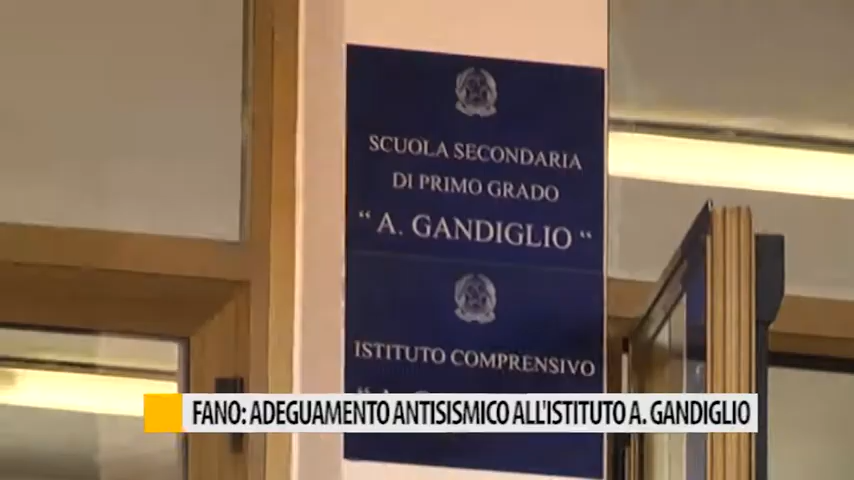 SCUOLA SECONDARIA
DI PRIMO GRADO
“ A. GANDIGLIO “
ISTITUTO COMPRENSIVO
FANO: ADEGUAMENTO ANTISISMICO ALL'ISTITUTO A. GANDIGLIO